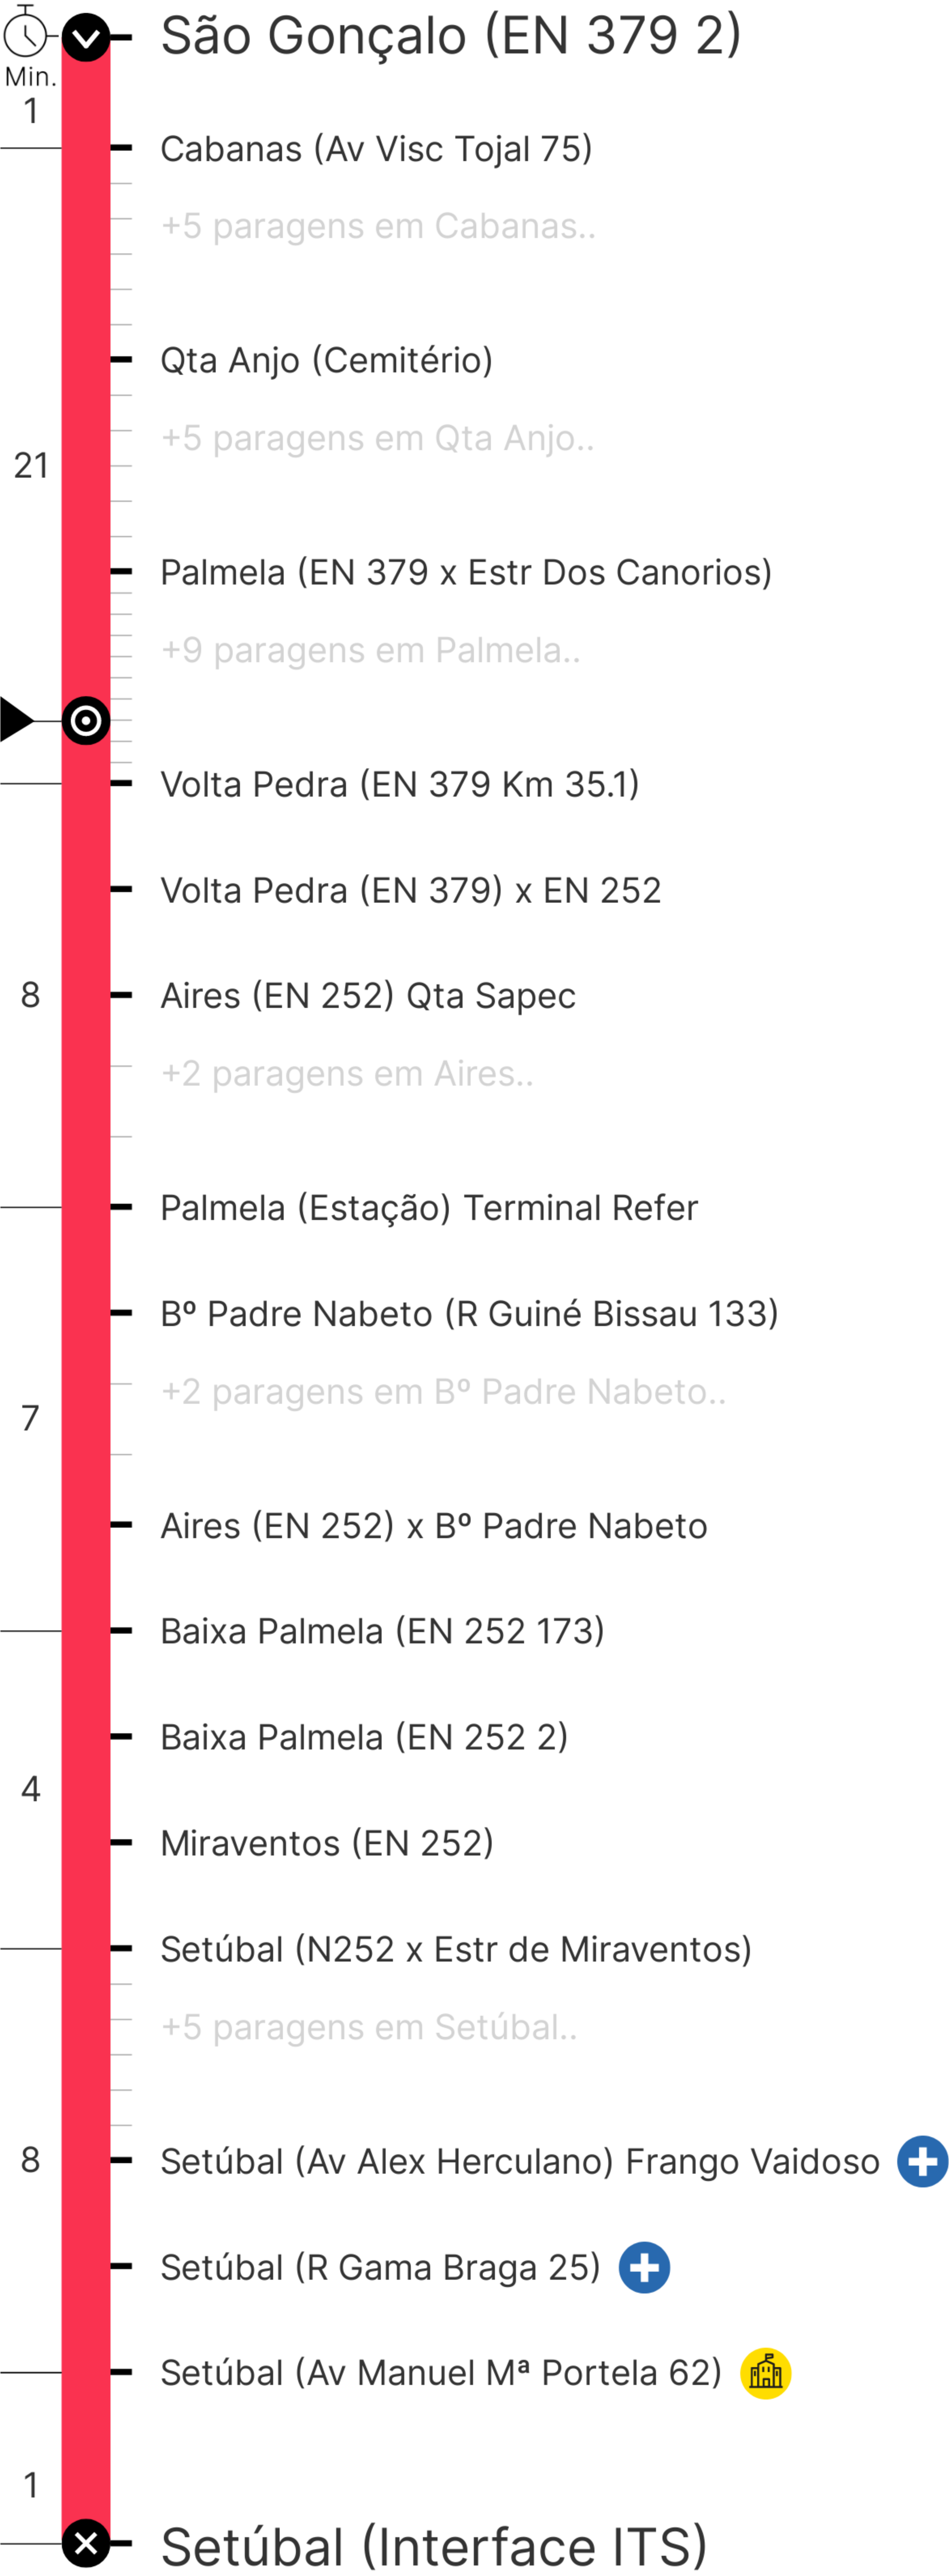 São Gonçalo (EN 379 2)
Min.
1
Cabanas (Av Visc Tojal 75)
+5 paragens em Cabanas..
Qta Anjo (Cemitério)
+5 paragens em Qta Anjo..
21
Palmela (EN 379 x Estr Dos Canorios)
+9 paragens em Palmela..
Volta Pedra (EN 379 Km 35.1)
Volta Pedra (EN 379) x EN 252
8
Aires (EN 252) Qta Sapec
+2 paragens em Aires..
Palmela (Estação) Terminal Refer
Bº Padre Nabeto (R Guiné Bissau 133)
+2 paragens em Bº Padre Nabeto..
7
Aires (EN 252) x Bº Padre Nabeto
Baixa Palmela (EN 252 173)
Baixa Palmela (EN 252 2)
4
Miraventos (EN 252)
Setúbal (N252 x Estr de Miraventos)
+5 paragens em Setúbal..
8
Setúbal (Av Alex Herculano) Frango Vaidoso
Setúbal (R Gama Braga 25)
Setúbal (Av Manuel Mª Portela 62)
1
Setúbal (Interface ITS)